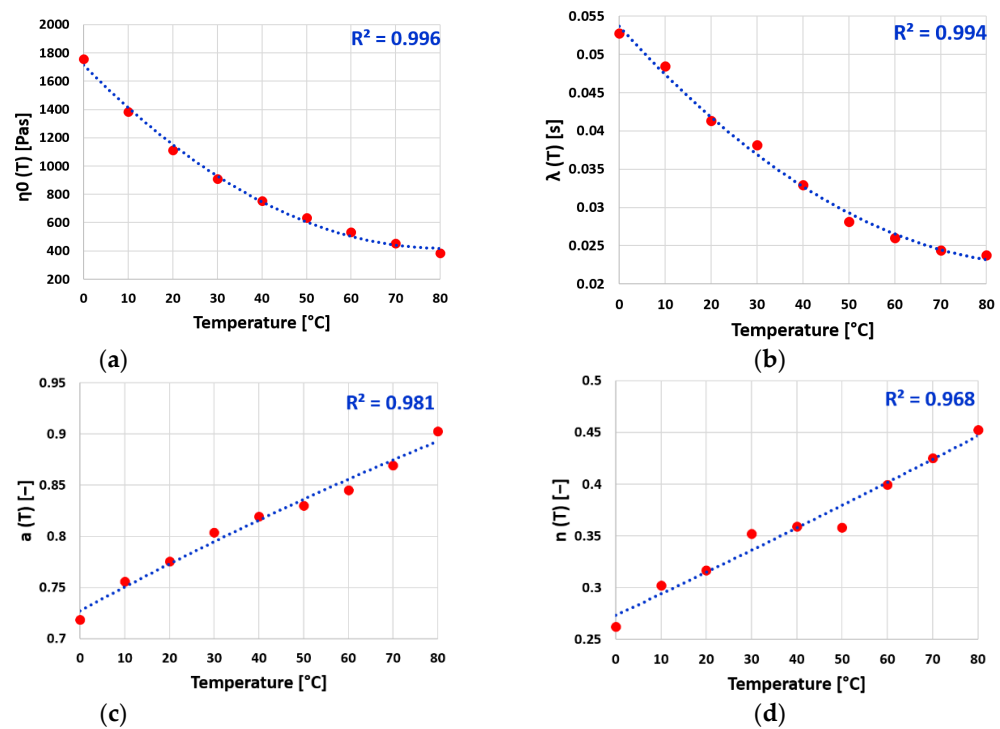 2000
1800
1600
1400
1200
1000
800
600
400
200
η0 (T) [Pas]
R² = 0.996
0 10 20 30 40 50 60 70 80
Temperature [°C]
(a)
0.055
0.05
0.045
0.04
0.035
0.03
0.025
0.02
λ (T) [s]
R² = 0.994
0 10 20 30 40 50 60 70 80
Temperature [°C]
(b)
0.95
0.9
0.85
0.8
0.75
0.7
a (T) [−]
R² = 0.981
0 10 20 30 40 50 60 70 80
Temperature [°C]
(c)
0.5
0.45
0.4
0.35
0.3
0.25
n (T) [−]
R² = 0.968
0 10 20 30 40 50 60 70 80
Temperature [°C]
(d)